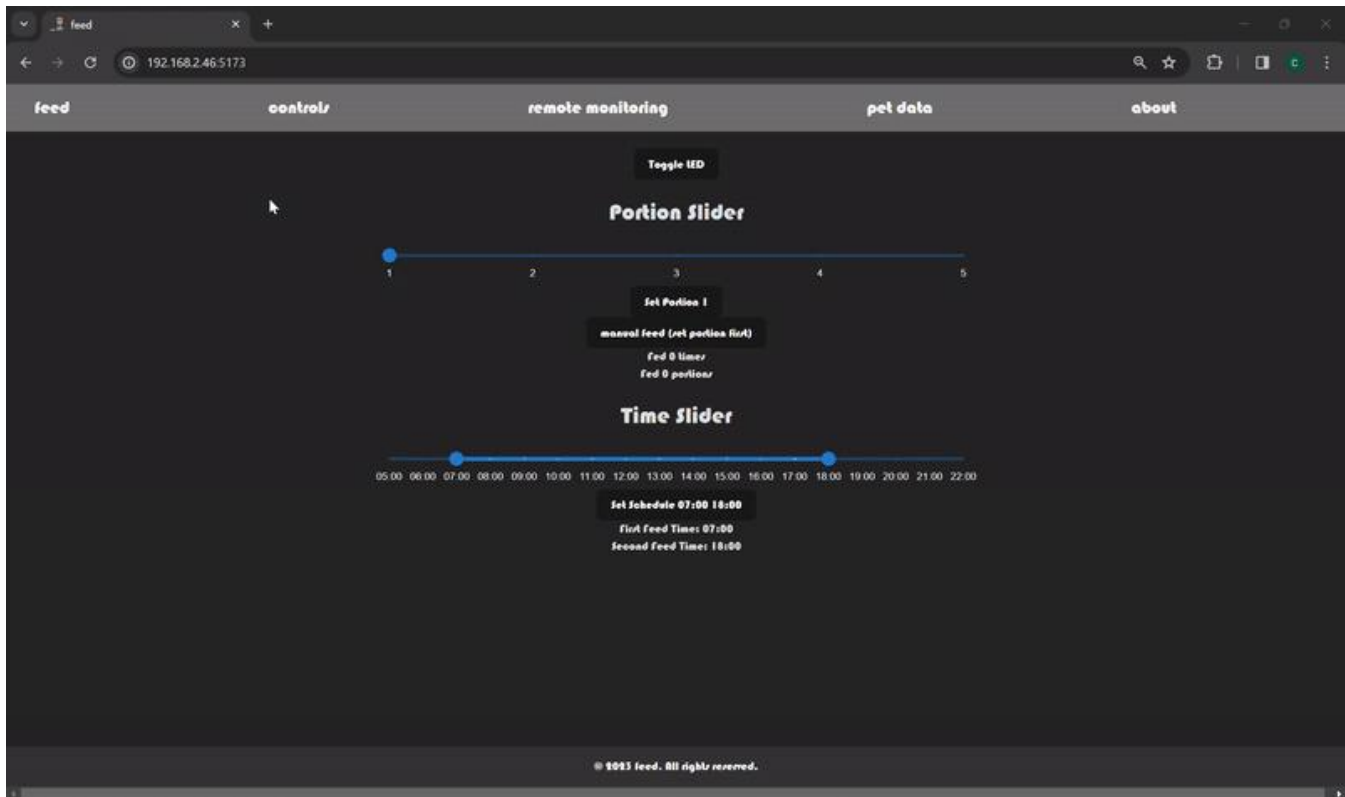 feed
192.168.2.46:5173
C
feed controls remote monitoring pet data about
Toggle LED
Portion Slider
1 2 3 4 5
Set Portion 1
manual feed (set portion first)
Fed 0 times
Fed 0 portions
Time Slider
05:00 06:00 07:00 08:00 09:00 10:00 11:00 12:00 13:00 14:00 15:00 16:00 17:00 18:00 19:00 20:00 21:00 22:00
Set Schedule 07:00 18:00
First Feed Time: 07:00
Second Feed Time: 18:00
© 2023 feed. All rights reserved.